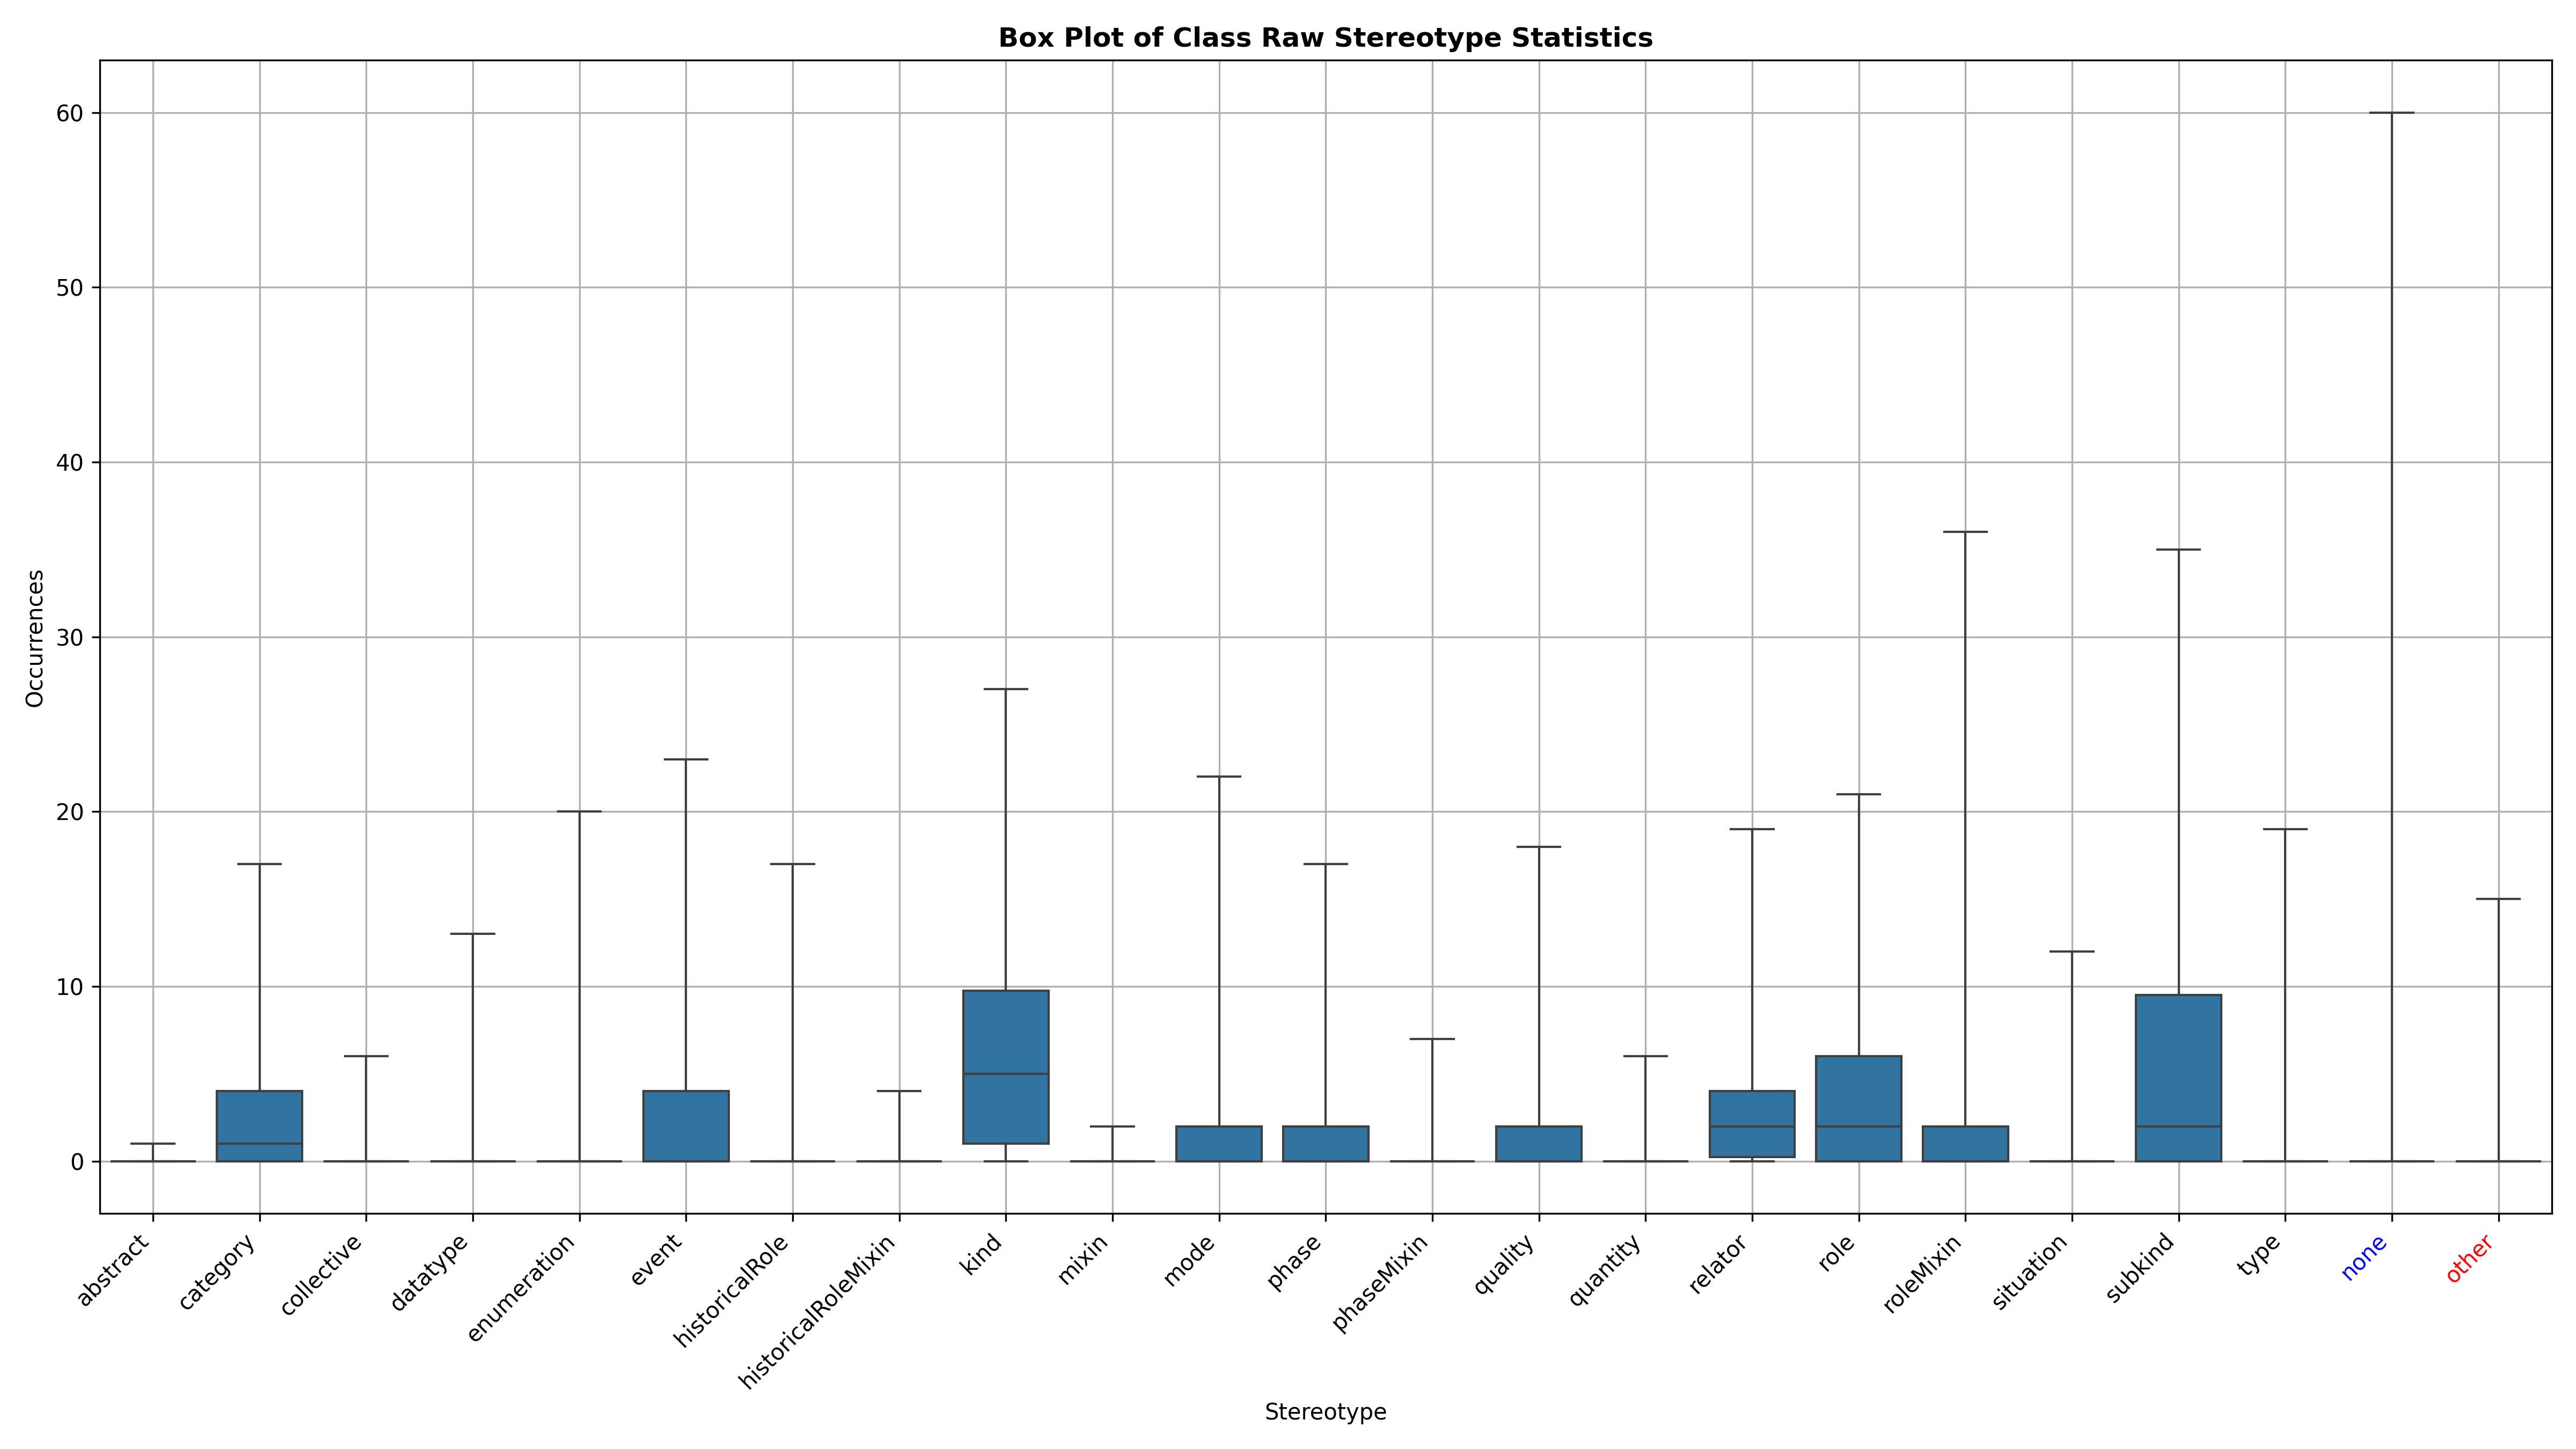 Box Plot of Class Raw Stereotype Statistics
60
50
40
30
20
10
0
Occurrences
abstract
category
collective
datatype
enumeration
event
historicalRole
historicalRoleMixin
kind
mixin
mode
phase
phaseMixin
quality
quantity
relator
role
roleMixin
situation
subkind
type
none
other
Stereotype